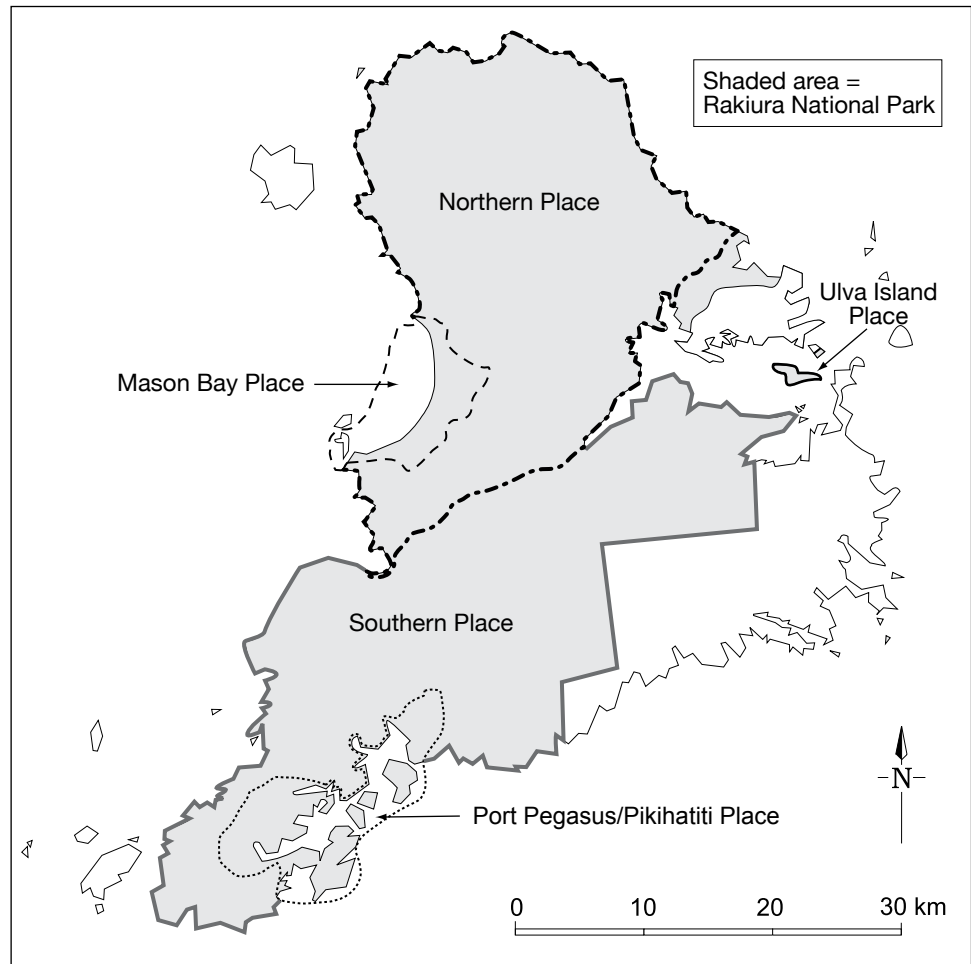 Shaded area =
Rakiura National Park
Northern Place
Ulva Island
Place
Mason Bay Place
Southern Place
N
Port Pegasus/Pikihatiti Place
0 10 20 30 km